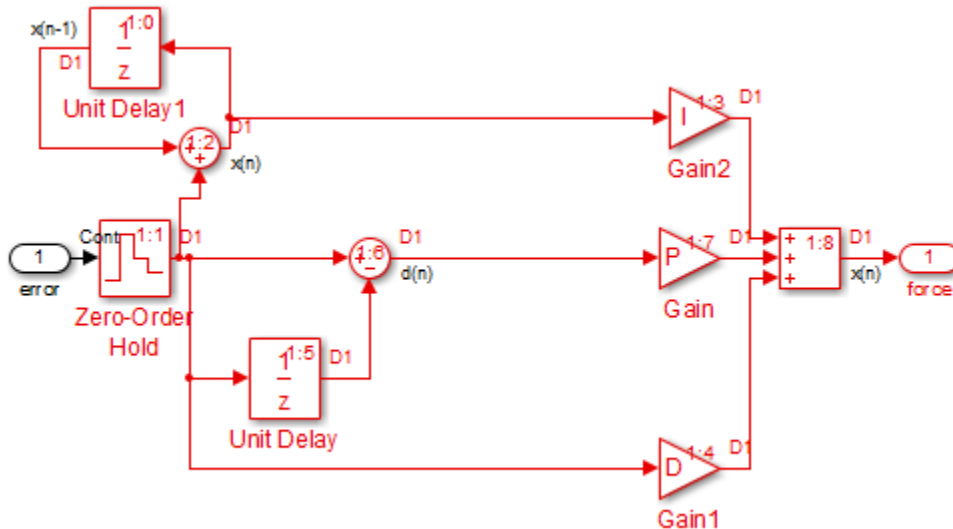 x(n-1)
1:0
D1
1
z
Unit Delay1
D1
1:2
+
+
x(n)
1:3
D1
I
Gain2
1
error
Cont
1:1
D1
Zero-Order
Hold
1:6
D1
+
-
d(n)
1:7
D1
P
Gain
+
+
+
1:8
D1
x(n)
1
force
1:5
D1
1
z
Unit Delay
1:4
D1
D
Gain1